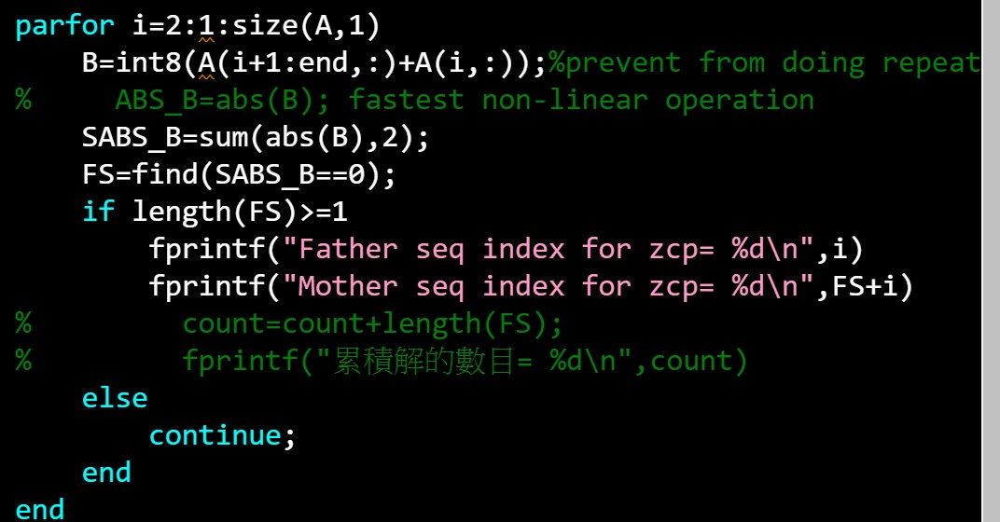 parfor i=2:1:size(A,1)
    B=int8(A(i+1:end,:)+A(i,:));%prevent from doing repeat
%     ABS_B=abs(B); fastest non-linear operation
    SABS_B=sum(abs(B),2);
    FS=find(SABS_B==0);
    if length(FS)>=1
        fprintf("Father seq index for zcp= %d\n",i)
        fprintf("Mother seq index for zcp= %d\n",FS+i)
%         count=count+length(FS);
%         fprintf("累積解的數目= %d\n",count)
    else
        continue;
    end
end